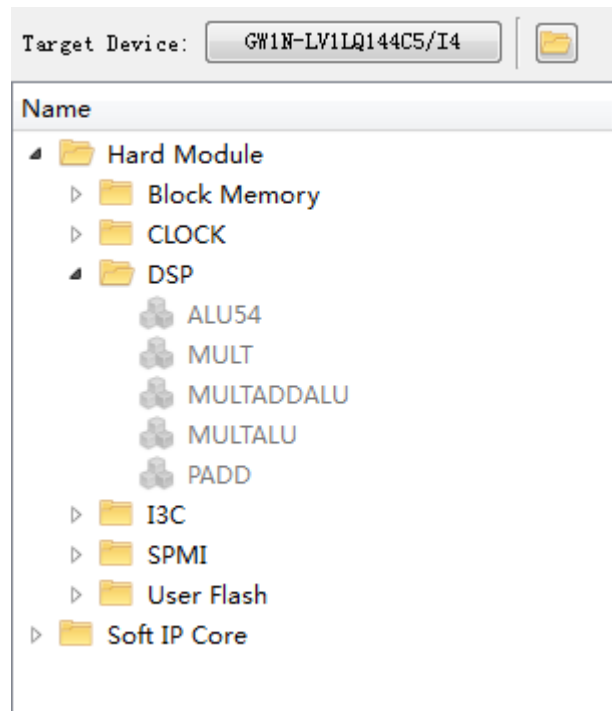 Target Device: GW1N-LV1LQ144C5/I4
Name
Hard Module
Block Memory
CLOCK
DSP
ALU54
MULT
MULTADDALU
MULTALU
PADD
I3C
SPMI
User Flash
Soft IP Core